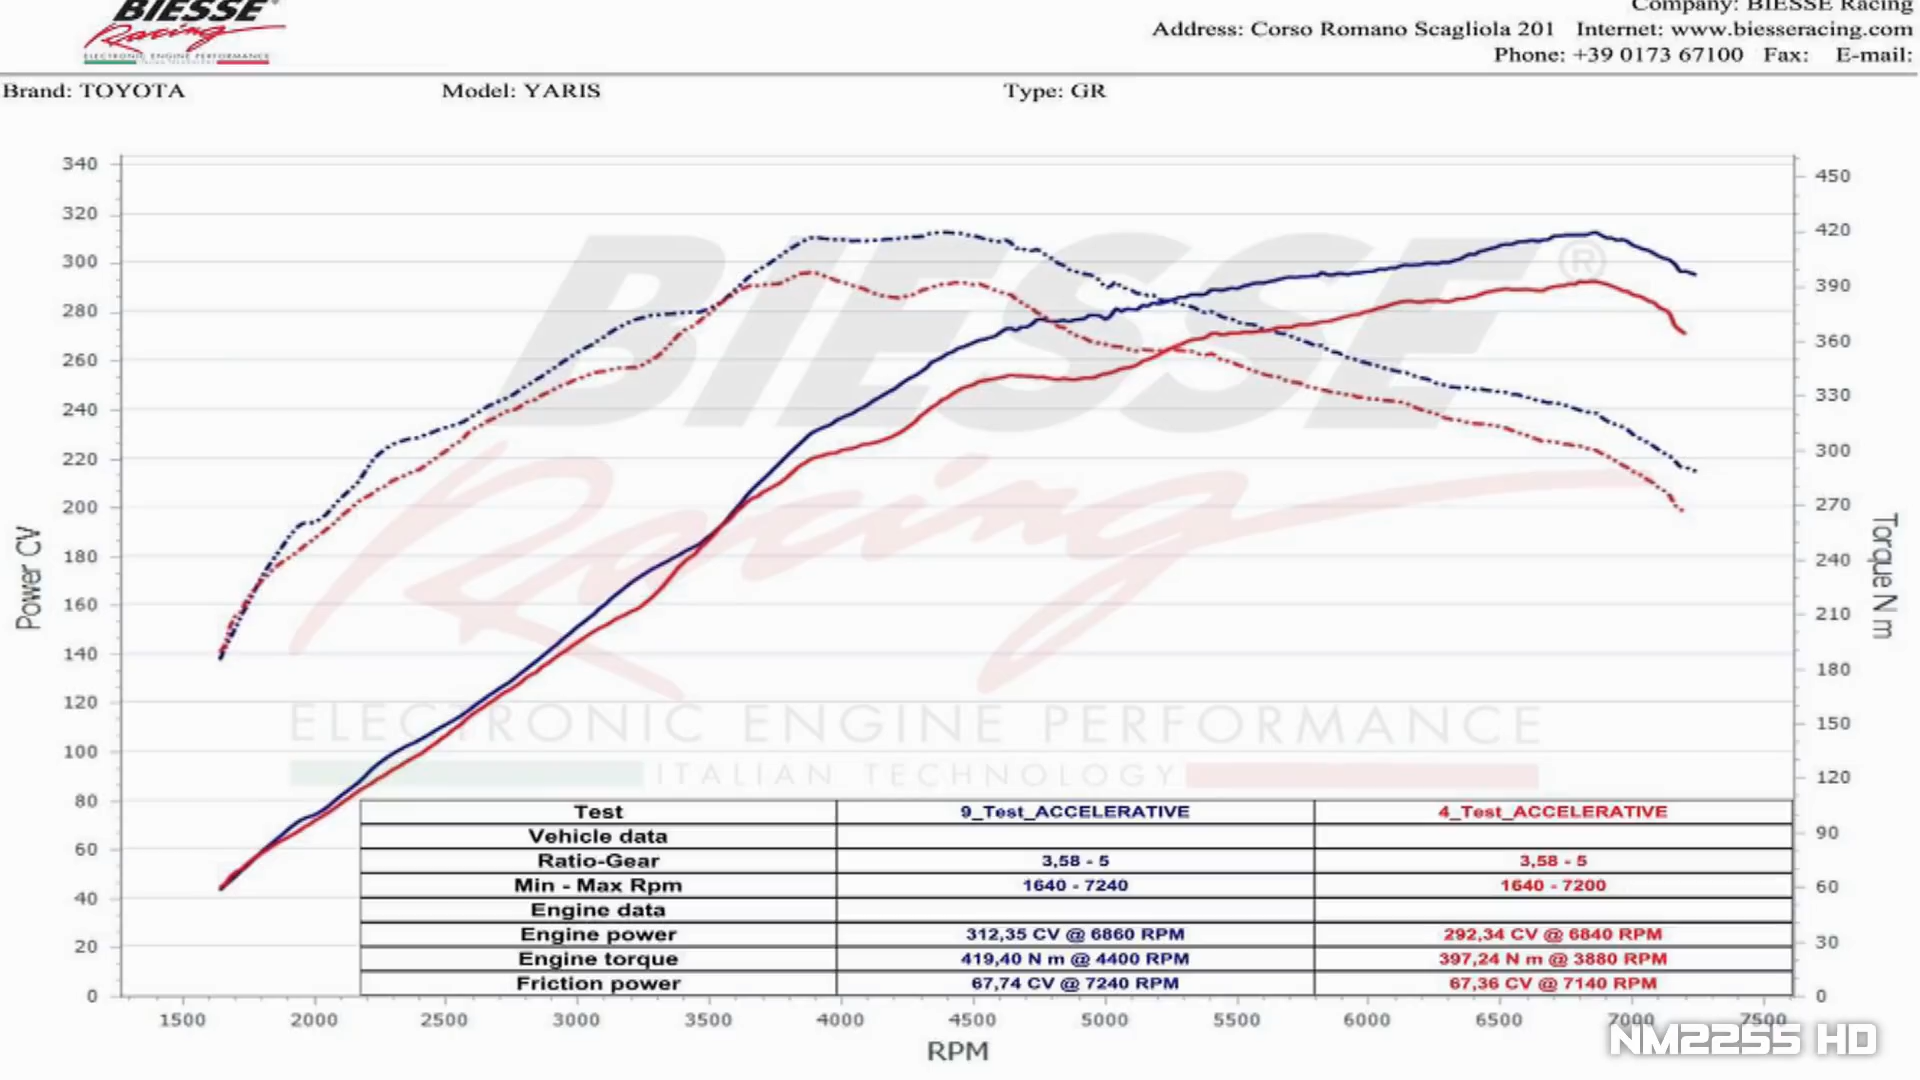 BIESSE
Racing
ELECTRONIC ENGINE PERFORMANCE
Company: BIESSE Racing
Address: Corso Romano Scagliola 201 Internet: www.biesseracing.com
Phone: +39 0173 67100 Fax: E-mail:
Brand: TOYOTA Model: YARIS Type: GR
340
320
300
280
260
240
220
200
180
160
140
120
100
80
60
40
20
0
Power CV
450
420
390
360
330
300
270
240
210
180
150
120
90
60
30
0
Torque N m
BIESSE ®
Racing
ELECTRONIC ENGINE PERFORMANCE
ITALIAN TECHNOLOGY
Test 9_Test_ACCELERATIVE 4_Test_ACCELERATIVE
Vehicle data
Ratio-Gear 3,58 - 5 3,58 - 5
Min - Max Rpm 1640 - 7240 1640 - 7200
Engine data
Engine power 312,35 CV @ 6860 RPM 292,34 CV @ 6840 RPM
Engine torque 419,40 N m @ 4400 RPM 397,24 N m @ 3880 RPM
Friction power 67,74 CV @ 7240 RPM 67,36 CV @ 7140 RPM
1500 2000 2500 3000 3500 4000 4500 5000 5500 6000 6500 7000 7500
RPM
NM2255 HD